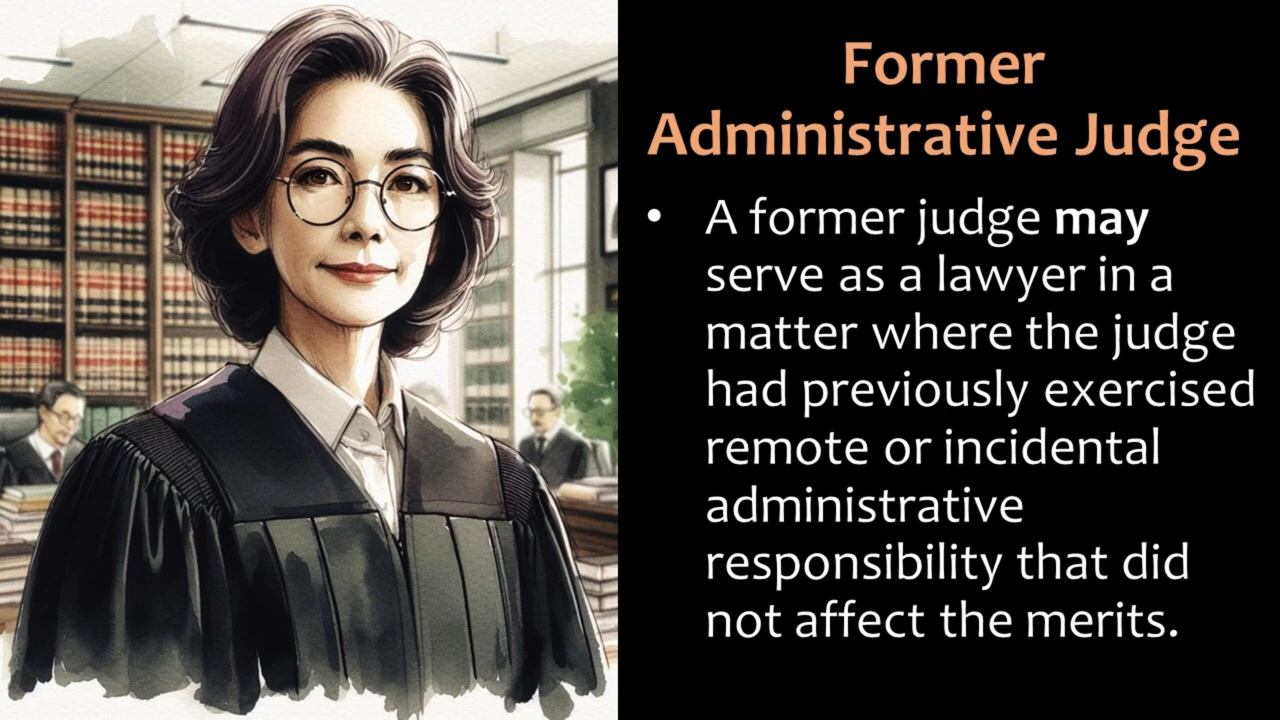 Former
Administrative Judge
• A former judge may
serve as a lawyer in a
matter where the judge
had previously exercised
remote or incidental
administrative
responsibility that did
not affect the merits.